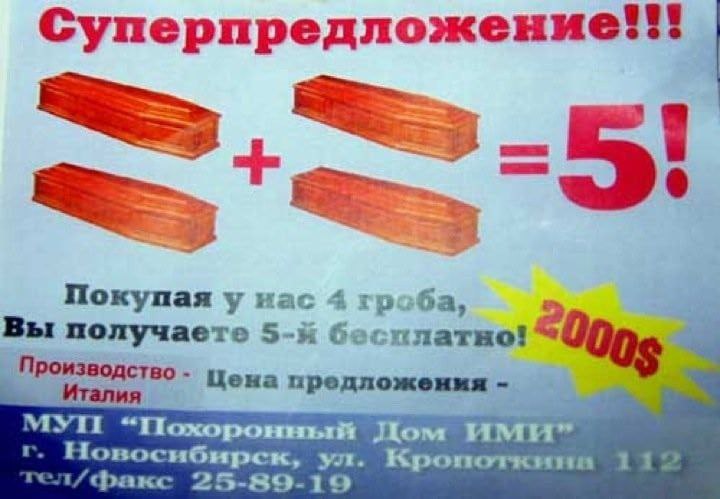 Суперпредложение!!!
+ =5!
Покупая у нас 4 гроба,
Вы получаете 5-й бесплатно!
2000$
Производство -
Италия
Цена предложения -
МУП "Похоронный Дом ИМИ"
г. Новосибирск, ул. Кропоткина 112
тел/факс 25-89-19